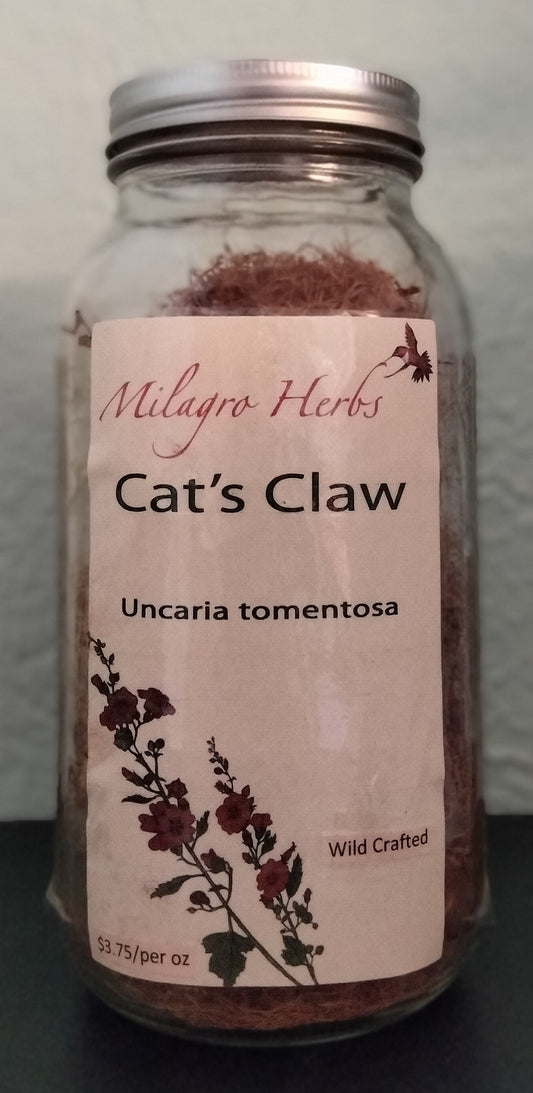 Milagro Herbs
Cat's Claw
Uncaria tomentosa
Wild Crafted
$3.75/per oz